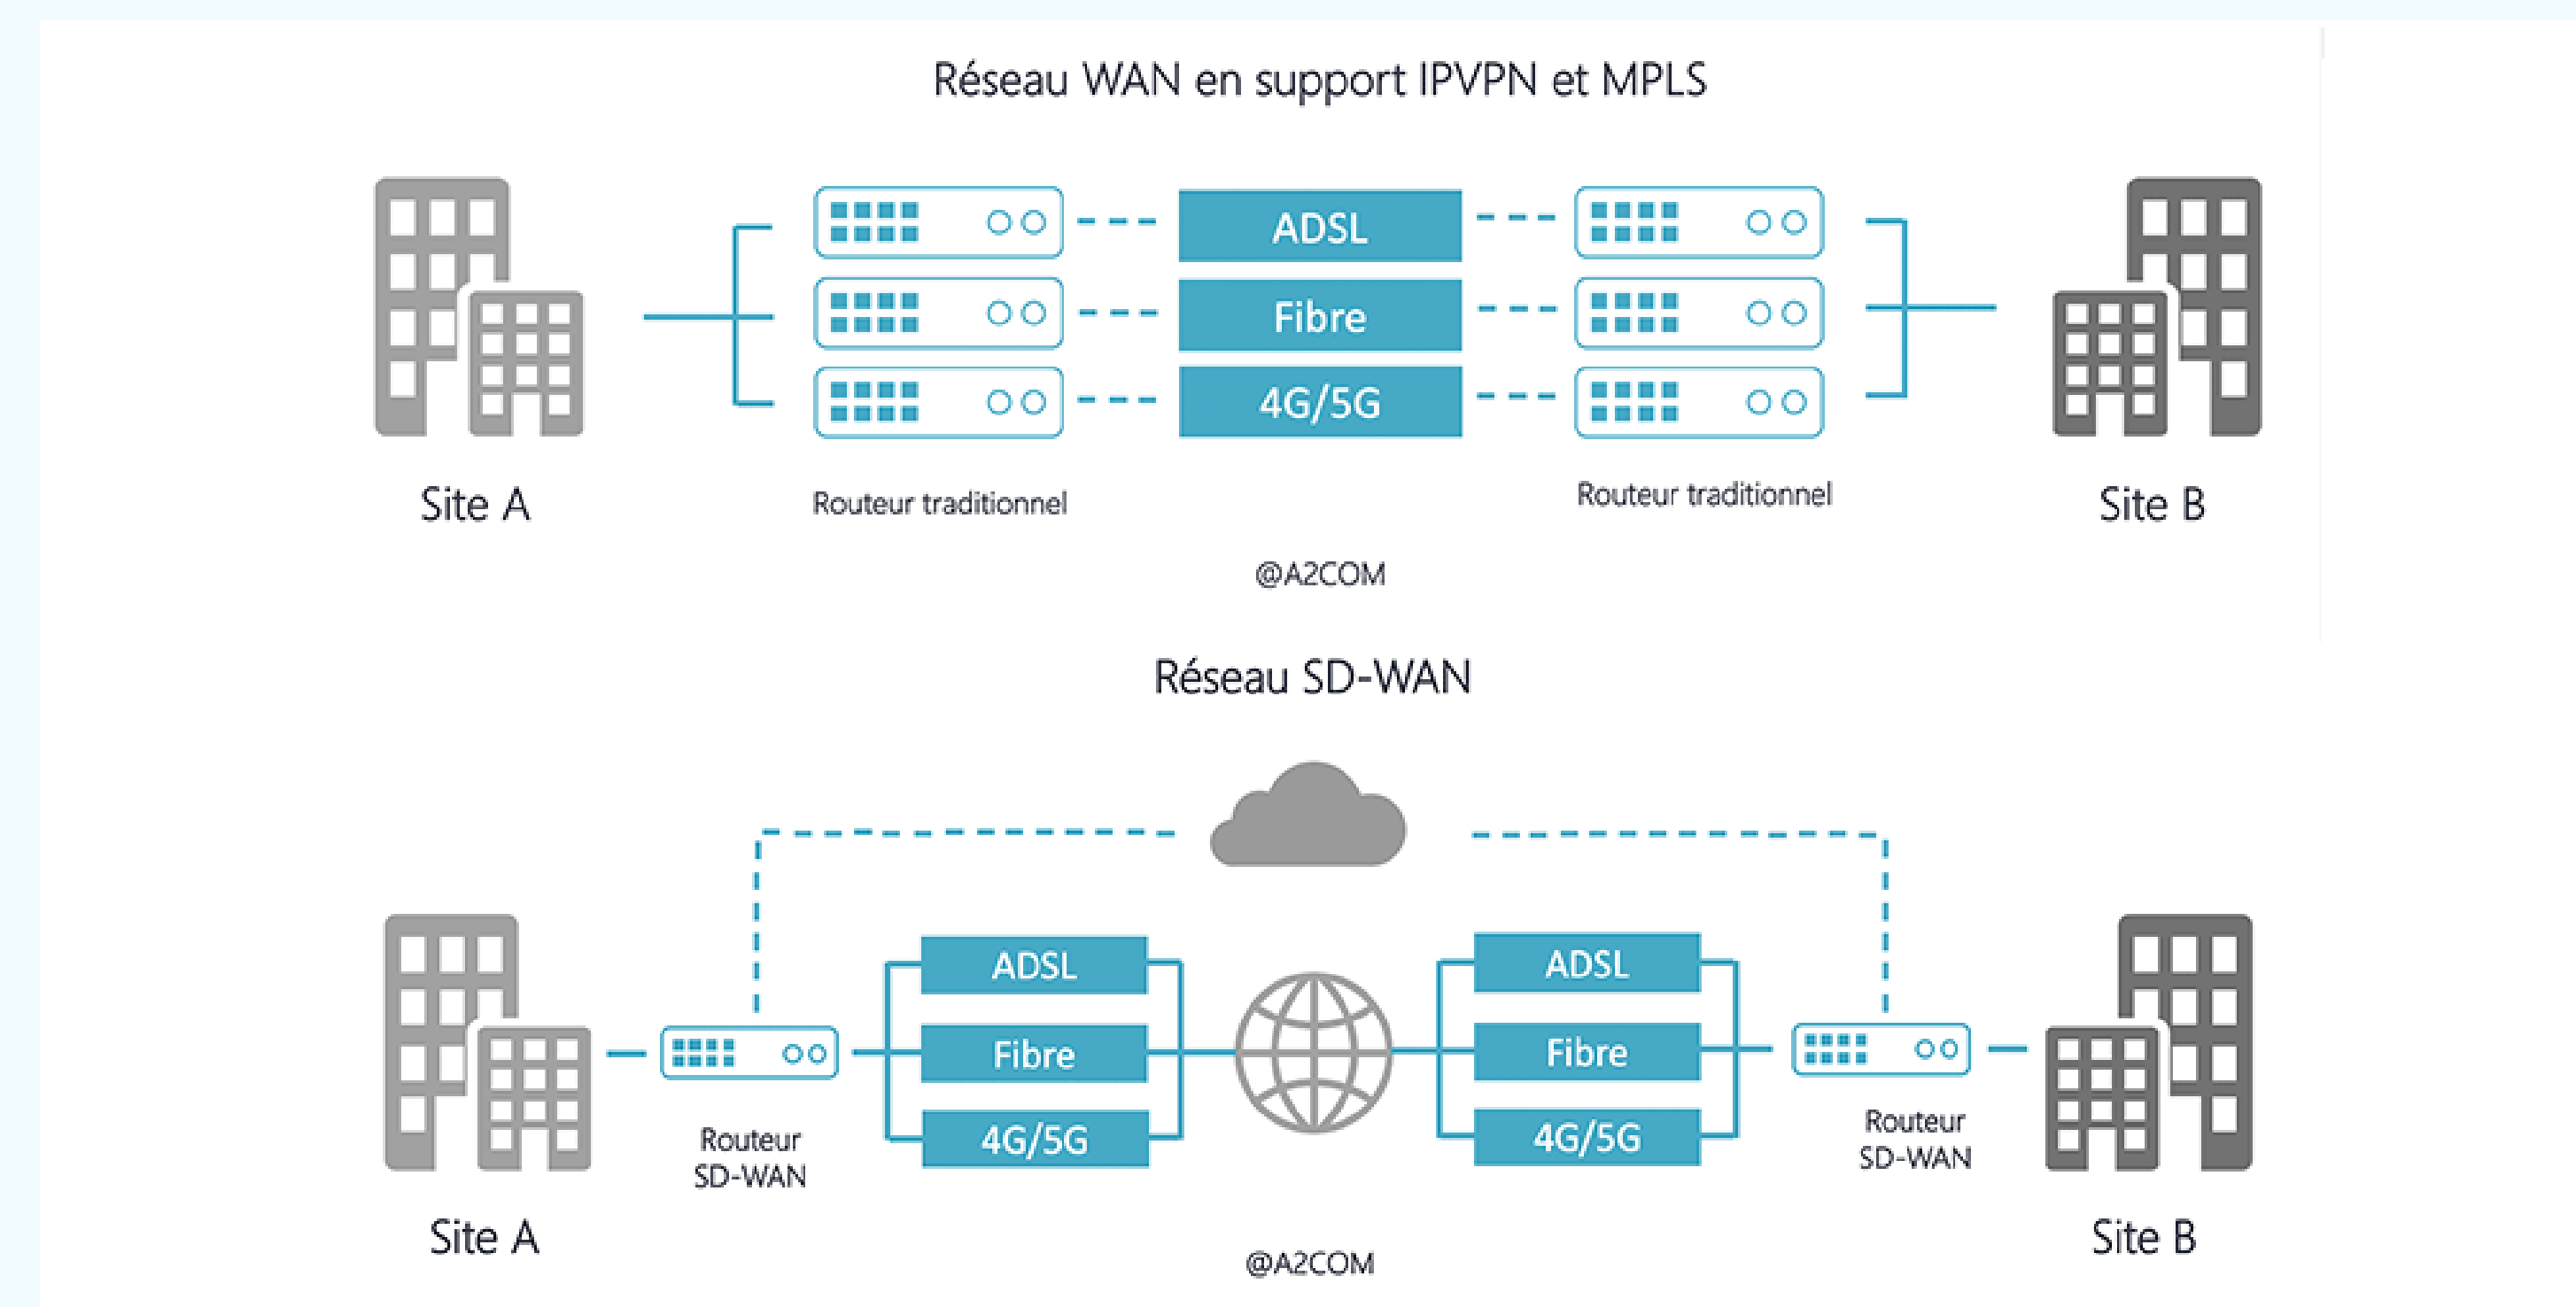 Réseau WAN en support IPVPN et MPLS
ADSL
Fibre
4G/5G
Site A
Routeur traditionnel
Routeur traditionnel
Site B
@A2COM
Réseau SD-WAN
ADSL
Fibre
4G/5G
ADSL
Fibre
4G/5G
Routeur
SD-WAN
Routeur
SD-WAN
Site A
Site B
@A2COM